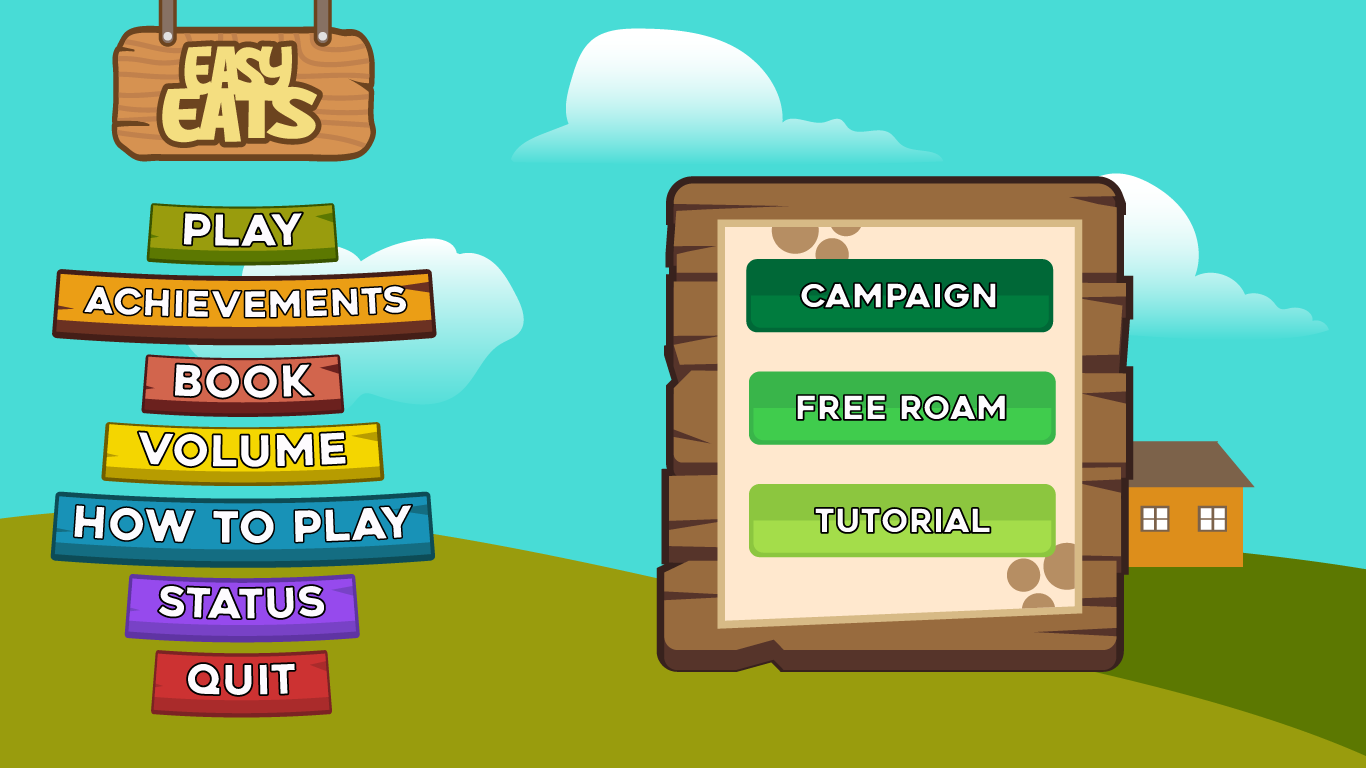 EASY
EATS
PLAY
ACHIEVEMENTS
BOOK
VOLUME
HOW TO PLAY
STATUS
QUIT
CAMPAIGN
FREE ROAM
TUTORIAL